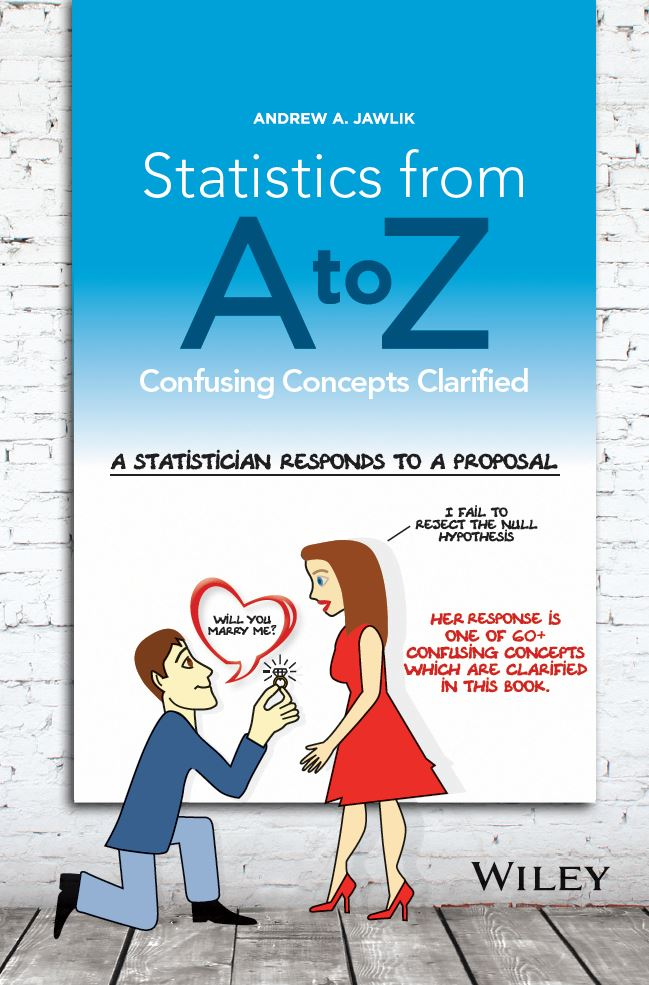 ANDREW A. JAWLIK
Statistics from
A to Z
Confusing Concepts Clarified
A STATISTICIAN RESPONDS TO A PROPOSAL
I FAIL TO
REJECT THE NULL
HYPOTHESIS
WILL YOU
MARRY ME?
HER RESPONSE IS
ONE OF 60+
CONFUSING CONCEPTS
WHICH ARE CLARIFIED
IN THIS BOOK.
WILEY